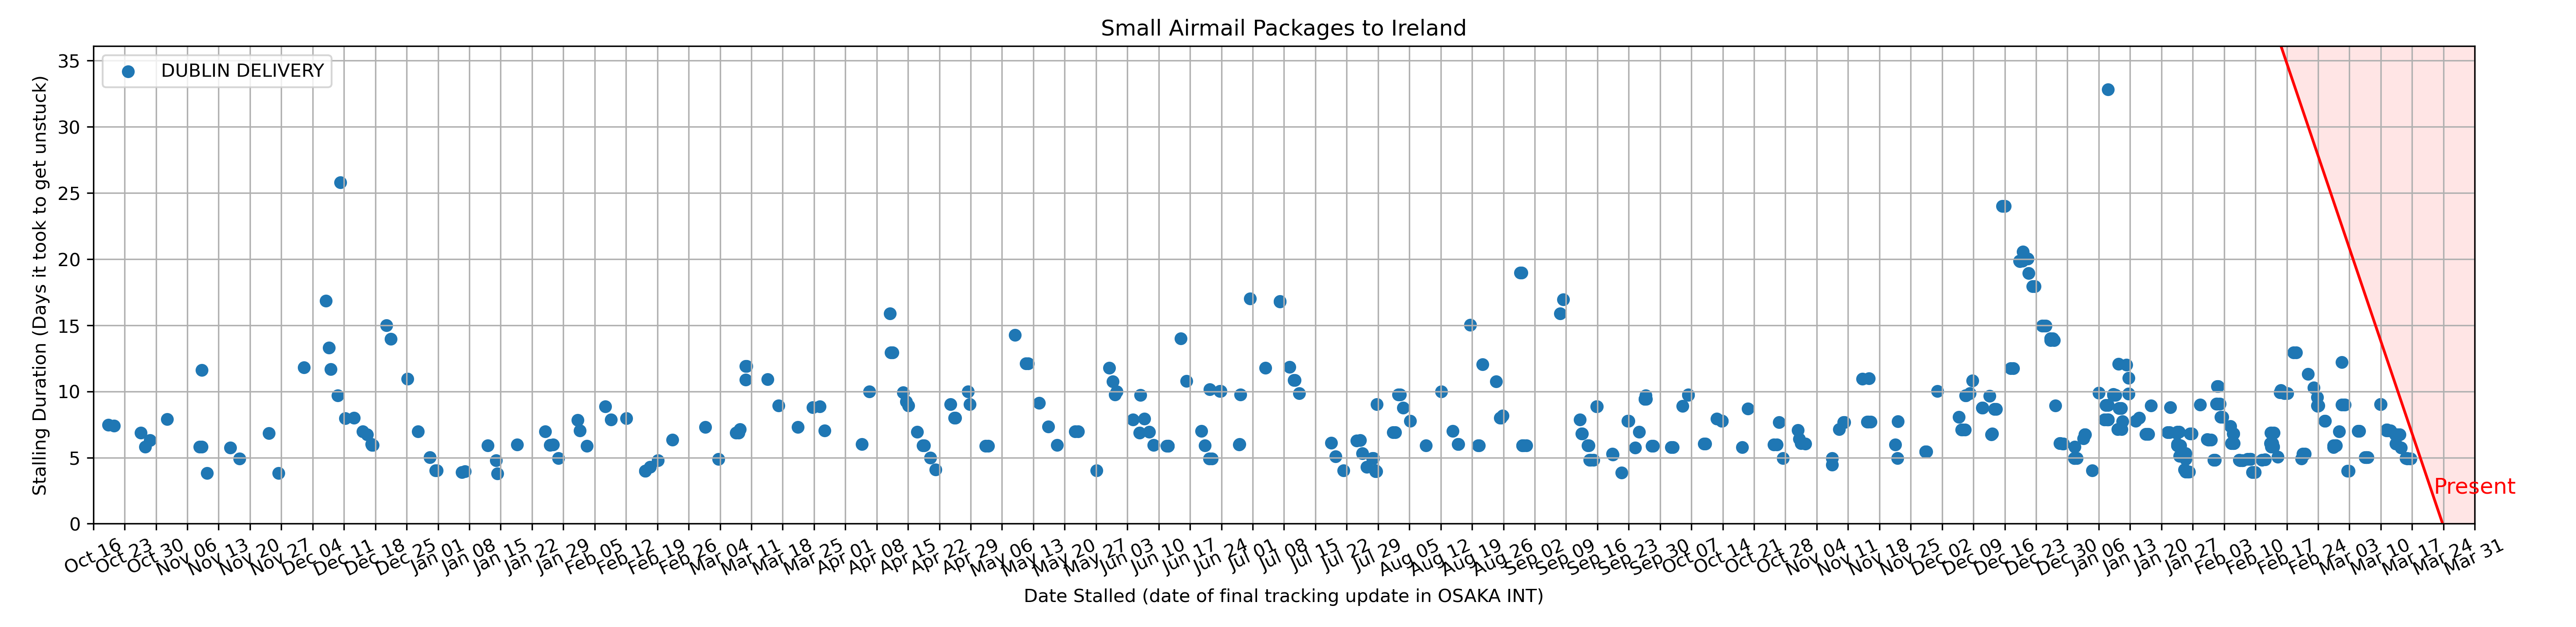 Small Airmail Packages to Ireland
DUBLIN DELIVERY
Stalling Duration (Days it took to get unstuck)
35
30
25
20
15
10
5
0
Present
Oct 16
Oct 23
Oct 30
Nov 06
Nov 13
Nov 20
Nov 27
Dec 04
Dec 11
Dec 18
Dec 25
Jan 01
Jan 08
Jan 15
Jan 22
Jan 29
Feb 05
Feb 12
Feb 19
Feb 26
Mar 04
Mar 11
Mar 18
Mar 25
Apr 01
Apr 08
Apr 15
Apr 22
Apr 29
May 06
May 13
May 20
May 27
Jun 03
Jun 10
Jun 17
Jun 24
Jul 01
Jul 08
Jul 15
Jul 22
Jul 29
Aug 05
Aug 12
Aug 19
Aug 26
Sep 02
Sep 09
Sep 16
Sep 23
Sep 30
Oct 07
Oct 14
Oct 21
Oct 28
Nov 04
Nov 11
Nov 18
Nov 25
Dec 02
Dec 09
Dec 16
Dec 23
Dec 30
Jan 06
Jan 13
Jan 20
Jan 27
Feb 03
Feb 10
Feb 17
Feb 24
Mar 03
Mar 10
Mar 17
Mar 24
Mar 31
Date Stalled (date of final tracking update in OSAKA INT)